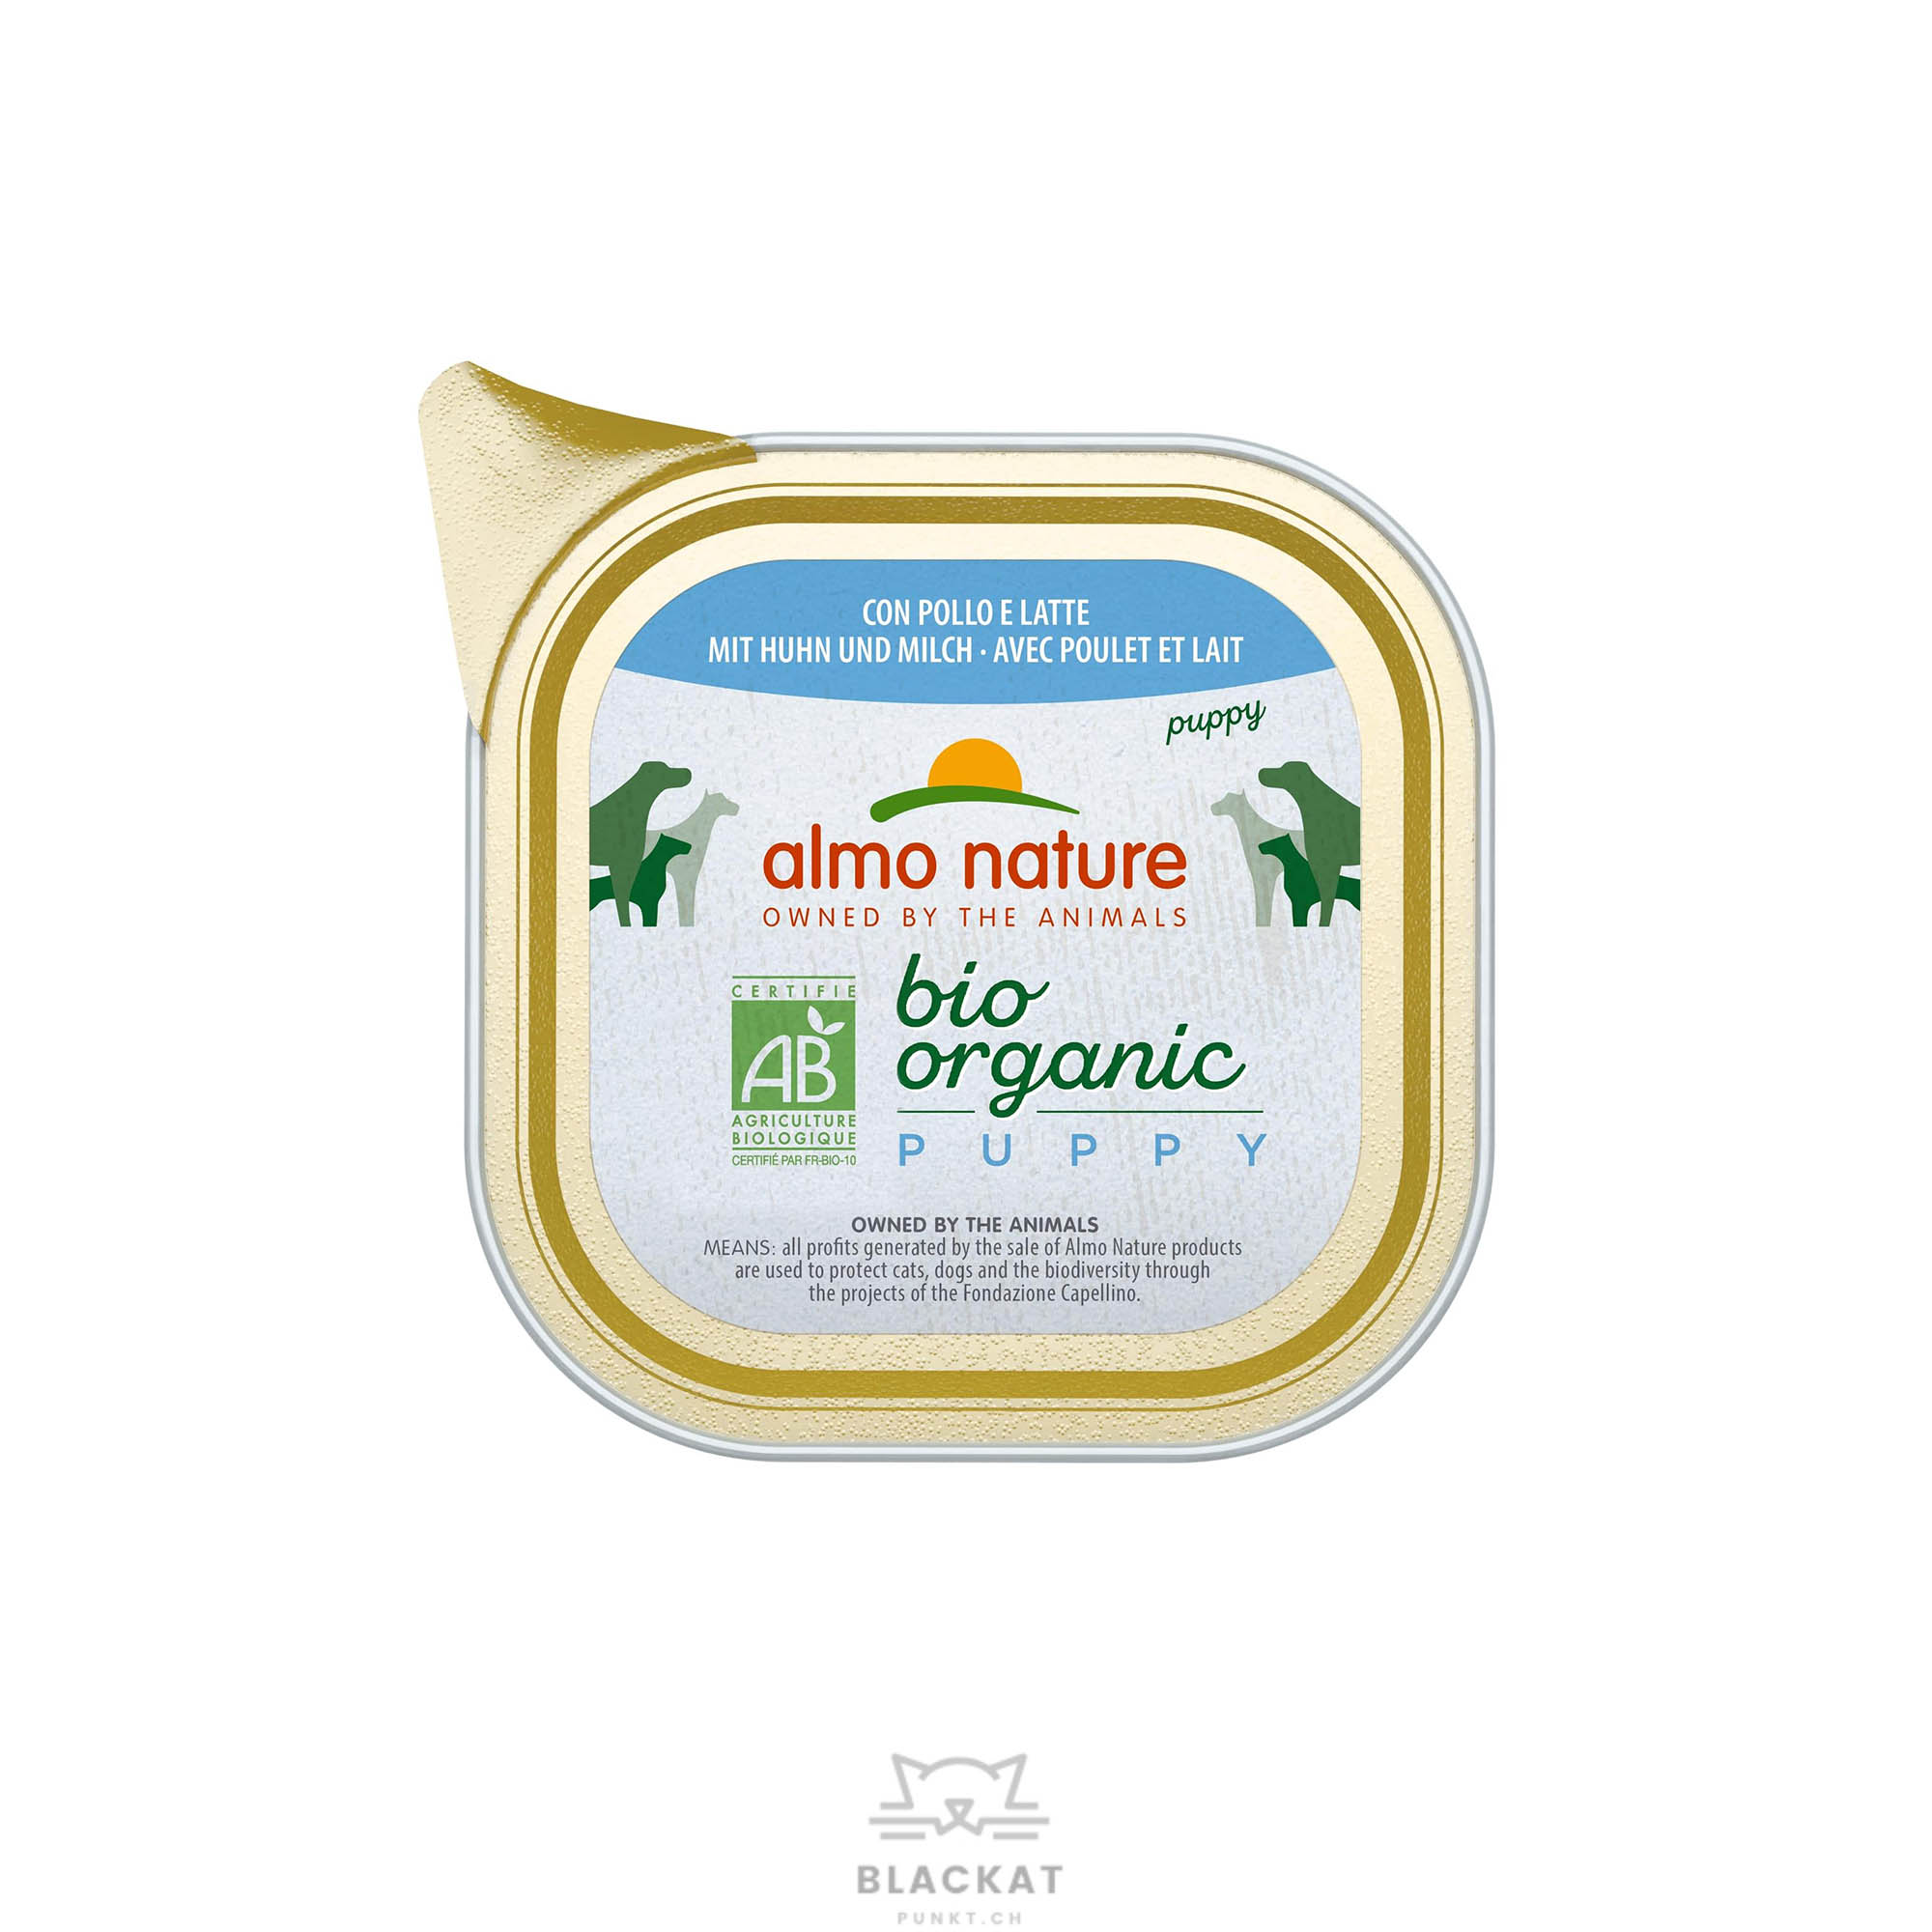 CON POLLO E LATTE
MIT HUHN UND MILCH · AVEC POULET ET LAIT
puppy
almo nature
OWNED BY THE ANIMALS
CERTIFIÉ
AB
AGRICULTURE
BIOLOGIQUE
CERTIFIÉ PAR FR-BIO-10
bio
organic
PUPPY
OWNED BY THE ANIMALS
MEANS: all profits generated by the sale of Almo Nature products
are used to protect cats, dogs and the biodiversity through
the projects of the Fondazione Capellino.
BLACKAT
PUNKT.CH